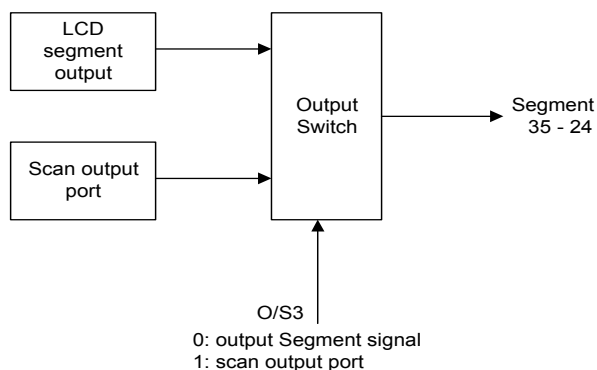 LCD
segment
output
Output
Switch
Segment
35 - 24
Scan output
port
O/S3
0: output Segment signal
1: scan output port